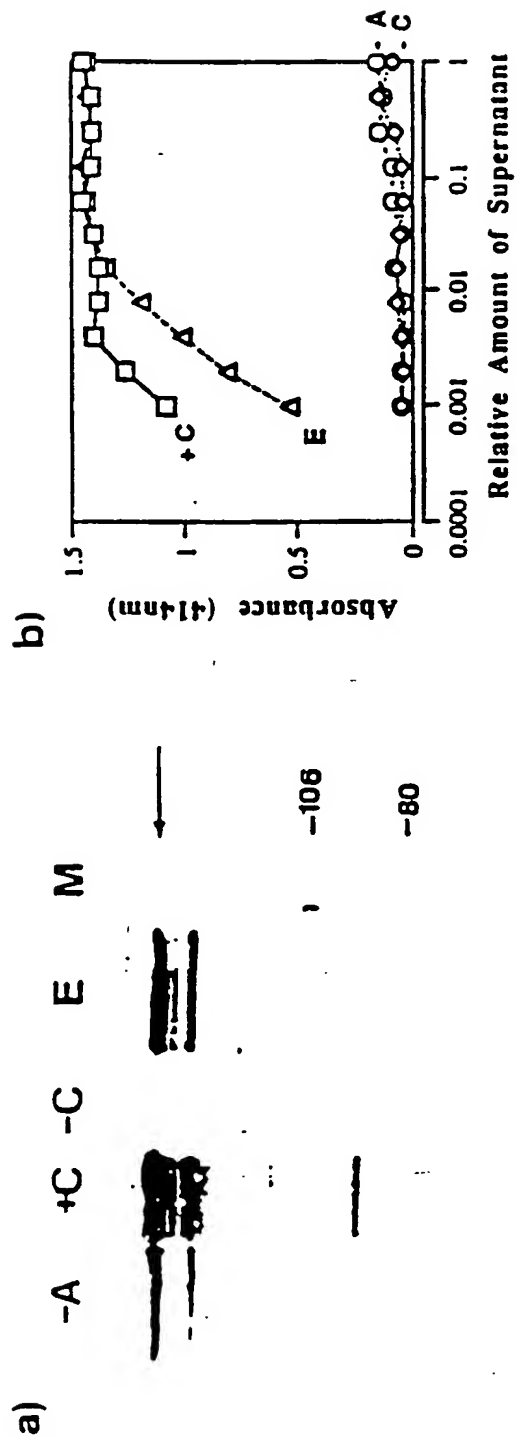 a)
-A +C -C E M
-106
-80
b)
Absorbance (414nm)
1.5
1
0.5
0
+C
E
- A
- C
0.0001 0.001 0.01 0.1 1
Relative Amount of Supernatant